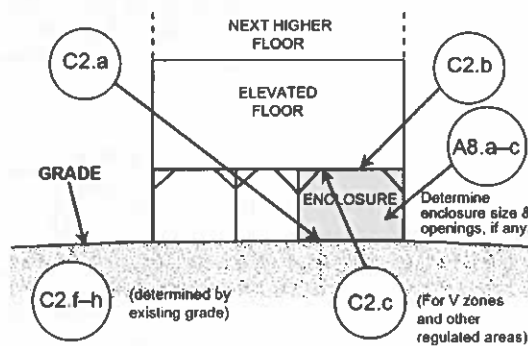 NEXT HIGHER
FLOOR
C2.a
C2.b
ELEVATED
FLOOR
A8.a–c
GRADE
ENCLOSURE
Determine
enclosure size &
openings, if any
C2.f–h
(determined by
existing grade)
C2.c
(For V zones
and other
regulated areas)